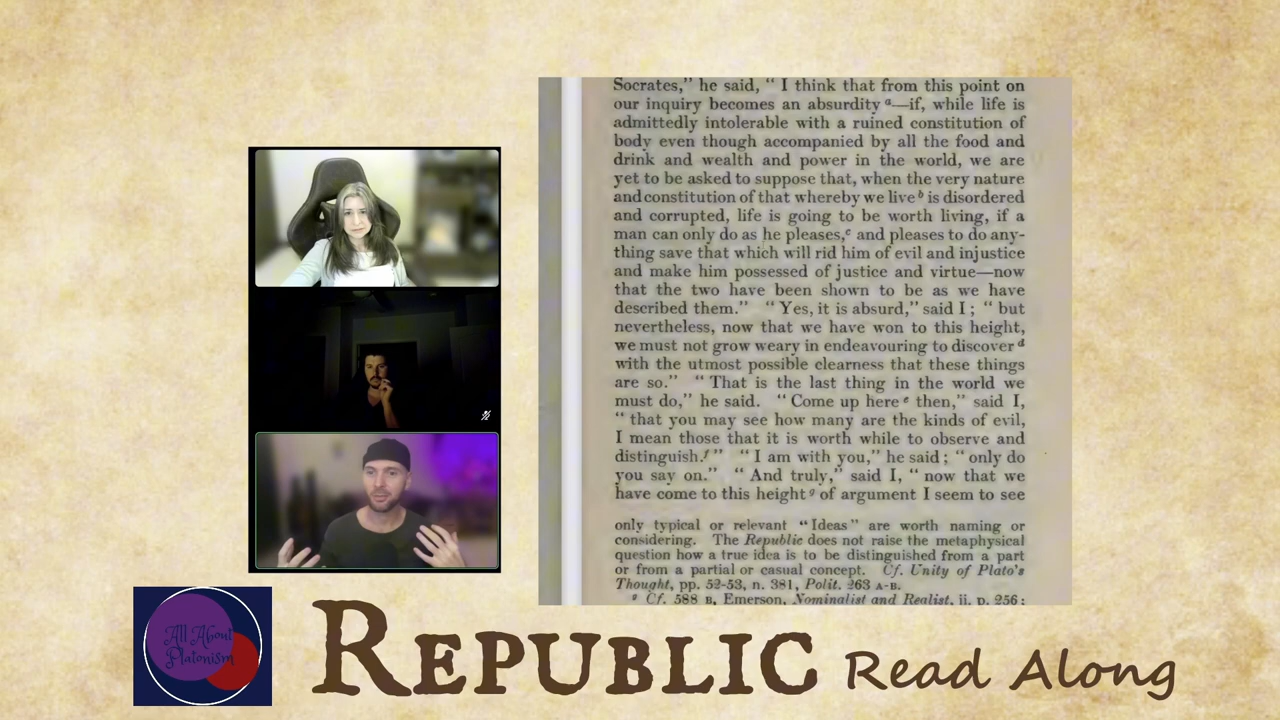 Socrates,” he said, “ I think that from this point on
our inquiry becomes an absurdity ᵃ—if, while life is
admittedly intolerable with a ruined constitution of
body even though accompanied by all the food and
drink and wealth and power in the world, we are
yet to be asked to suppose that, when the very nature
and constitution of that whereby we live ᵇ is disordered
and corrupted, life is going to be worth living, if a
man can only do as he pleases,ᶜ and pleases to do any-
thing save that which will rid him of evil and injustice
and make him possessed of justice and virtue—now
that the two have been shown to be as we have
described them.” “ Yes, it is absurd,” said I ; “ but
nevertheless, now that we have won to this height,
we must not grow weary in endeavouring to discover ᵈ
with the utmost possible clearness that these things
are so.” “ That is the last thing in the world we
must do,” he said. “ Come up here ᵉ then,” said I,
“ that you may see how many are the kinds of evil,
I mean those that it is worth while to observe and
distinguish.ᶠ ” “ I am with you,” he said ; “ only do
you say on.” “ And truly,” said I, “ now that we
have come to this height ᵍ of argument I seem to see
only typical or relevant “ Ideas ” are worth naming or
considering. The Republic does not raise the metaphysical
question how a true idea is to be distinguished from a part
or from a partial or casual concept. Cf. Unity of Plato's
Thought, pp. 52-53, n. 381, Polit. 263 A-B.
ᵍ Cf. 588 B, Emerson, Nominalist and Realist, ii. p. 256 :
All About
Platonism
REPUBLIC Read Along